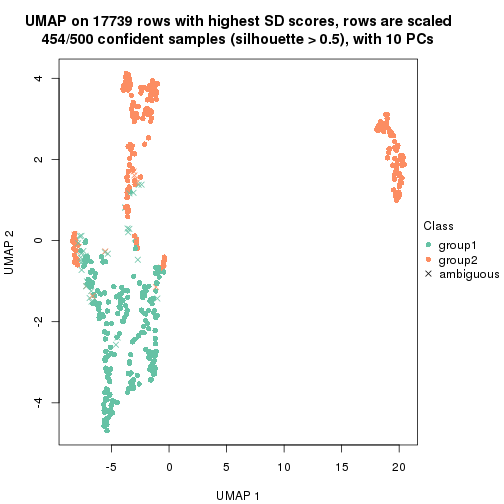 UMAP on 17739 rows with highest SD scores, rows are scaled
454/500 confident samples (silhouette > 0.5), with 10 PCs
4
2
0
-2
-4
UMAP 2
-5
0
5
10
15
20
UMAP 1
Class
group1
group2
ambiguous